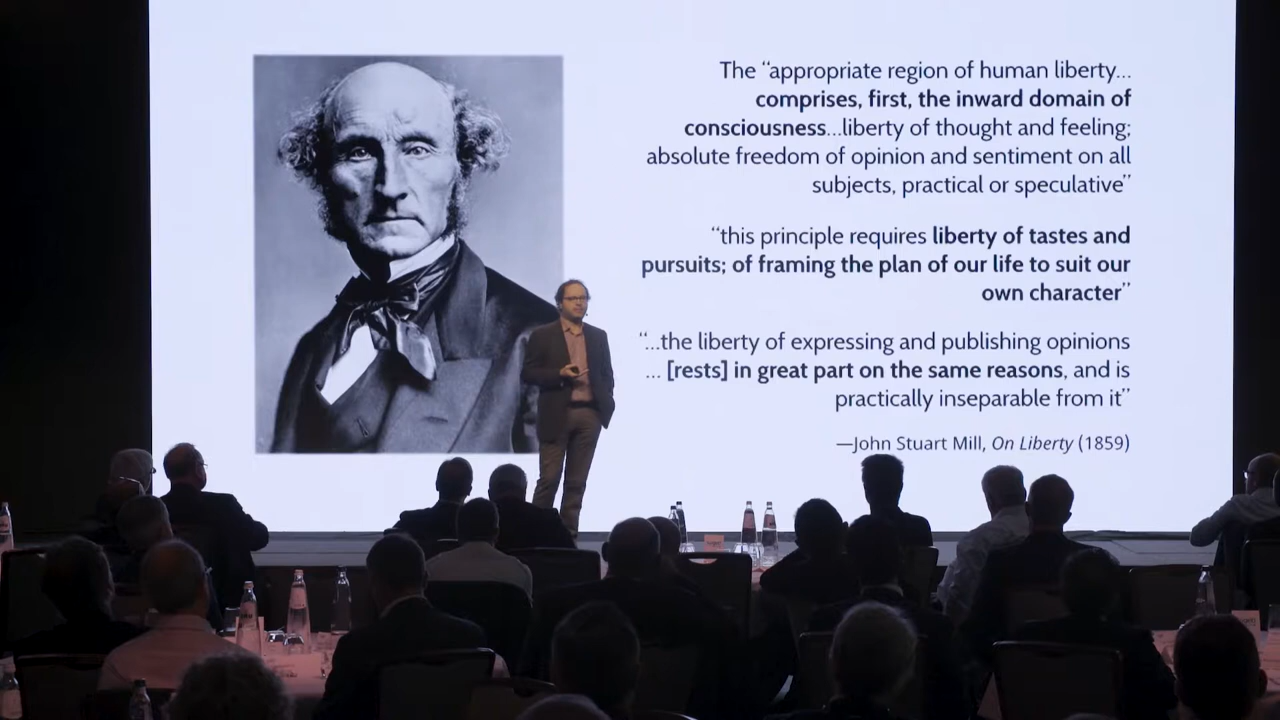 The “appropriate region of human liberty...
comprises, first, the inward domain of
consciousness...liberty of thought and feeling;
absolute freedom of opinion and sentiment on all
subjects, practical or speculative”
“this principle requires liberty of tastes and
pursuits; of framing the plan of our life to suit our
own character”
“...the liberty of expressing and publishing opinions
... [rests] in great part on the same reasons, and is
practically inseparable from it”
—John Stuart Mill, On Liberty (1859)